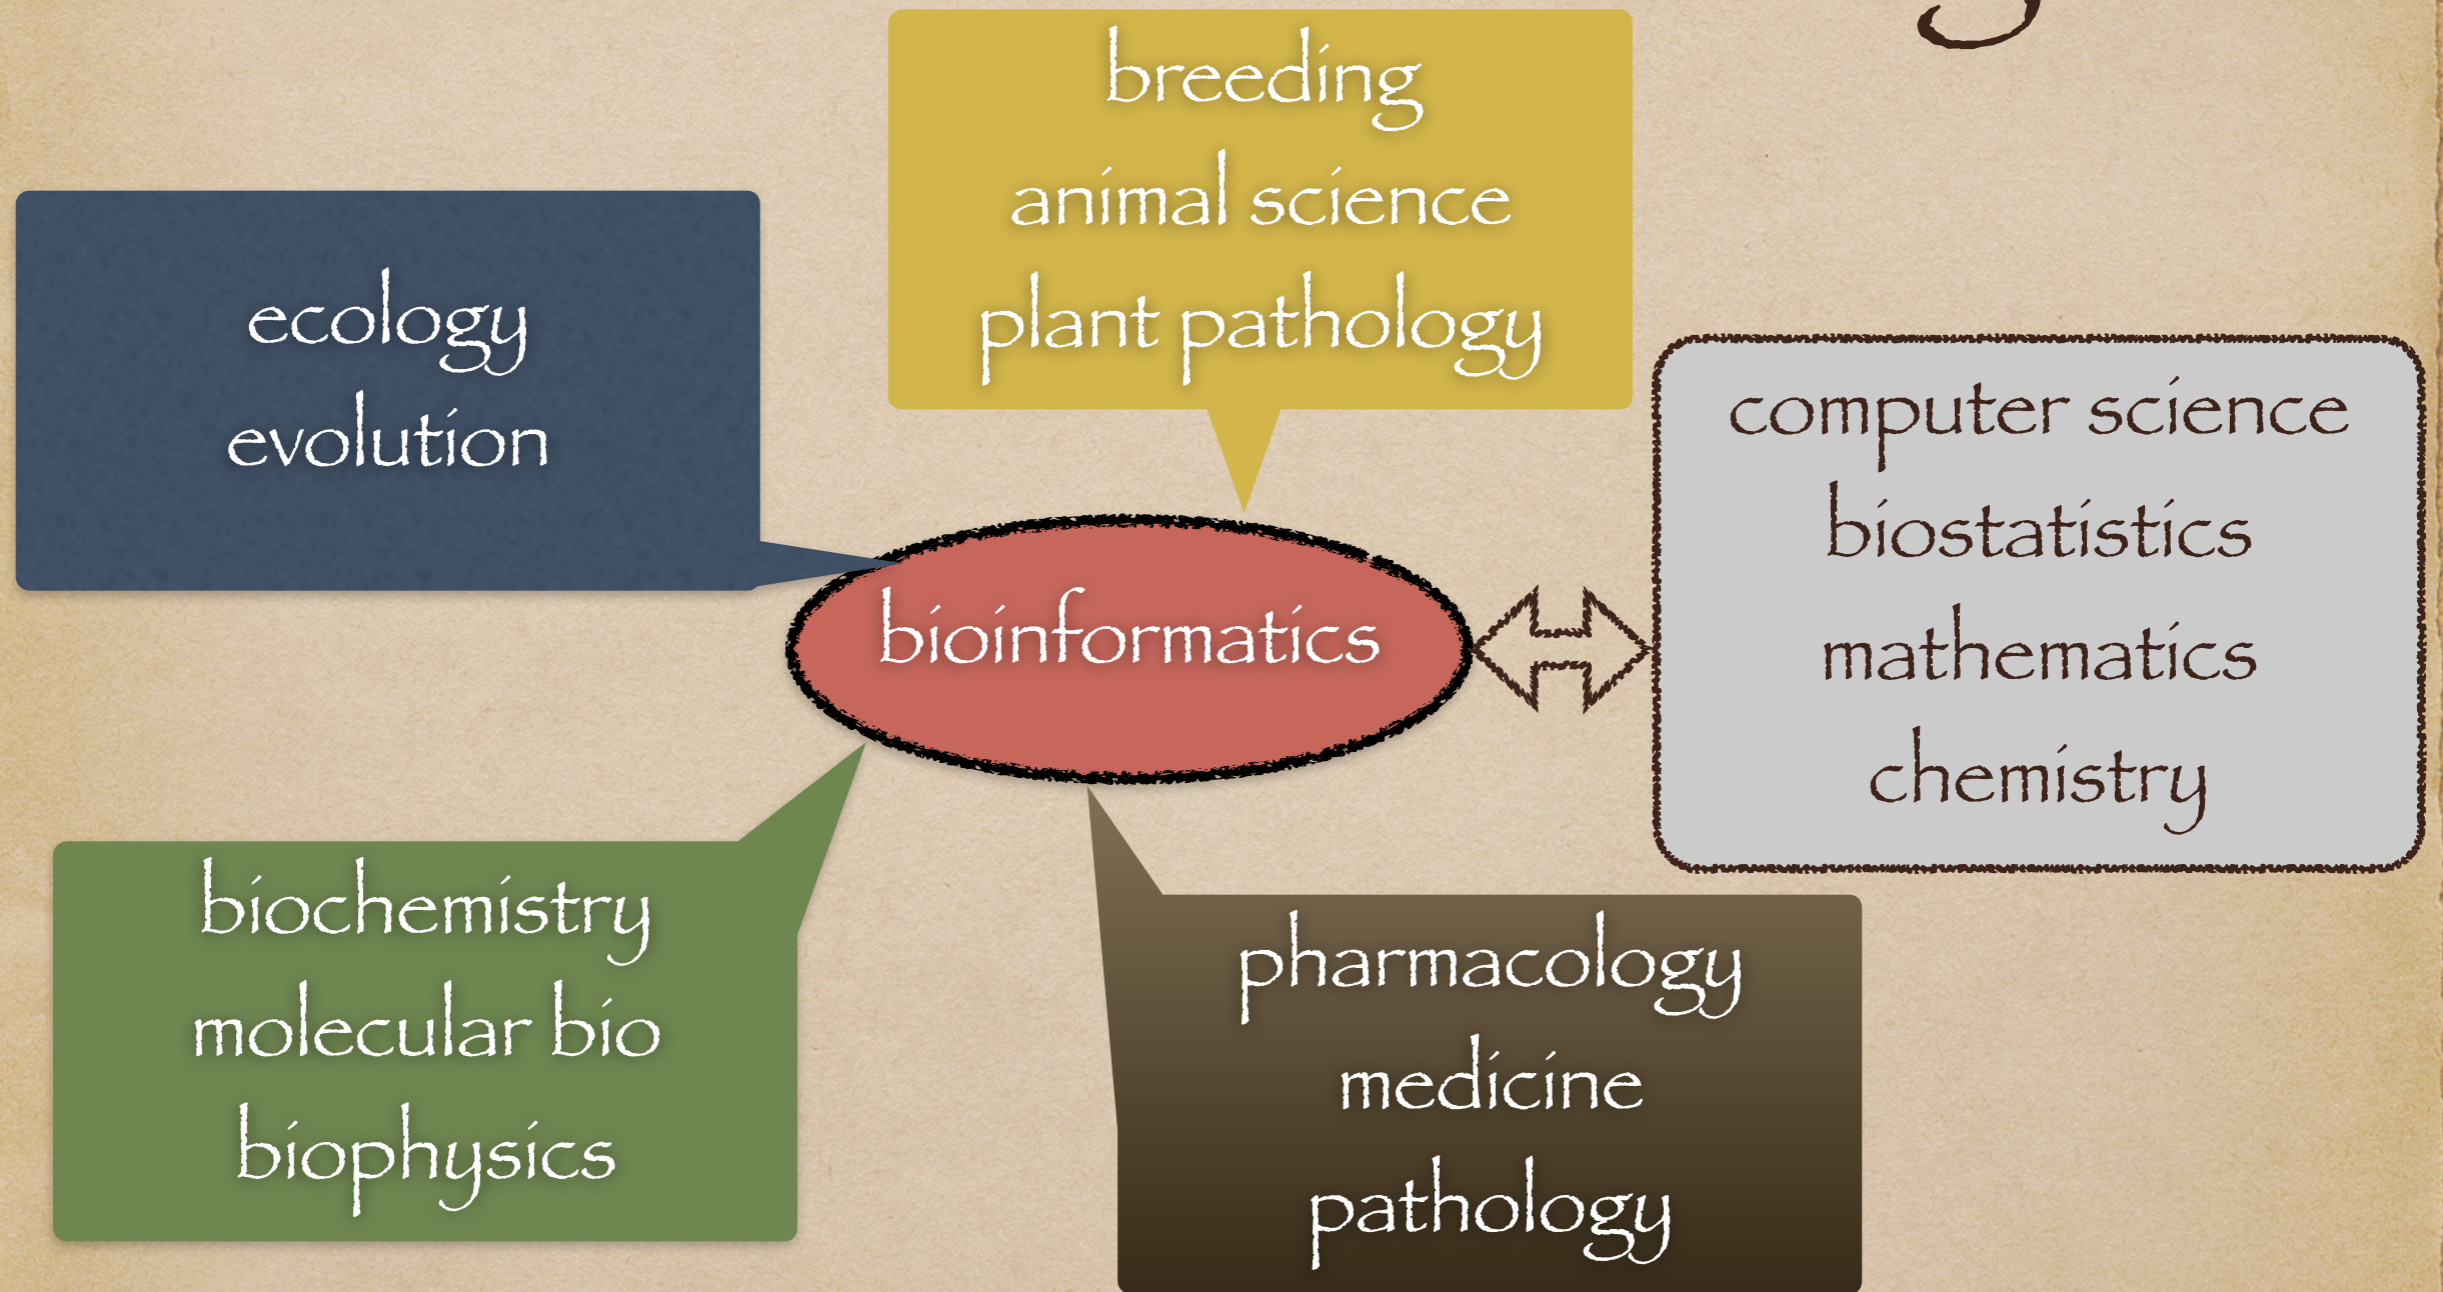 breeding
animal science
plant pathology
ecology
evolution
computer science
biostatistics
mathematics
chemistry
bioinformatics
biochemistry
molecular bio
biophysics
pharmacology
medicine
pathology